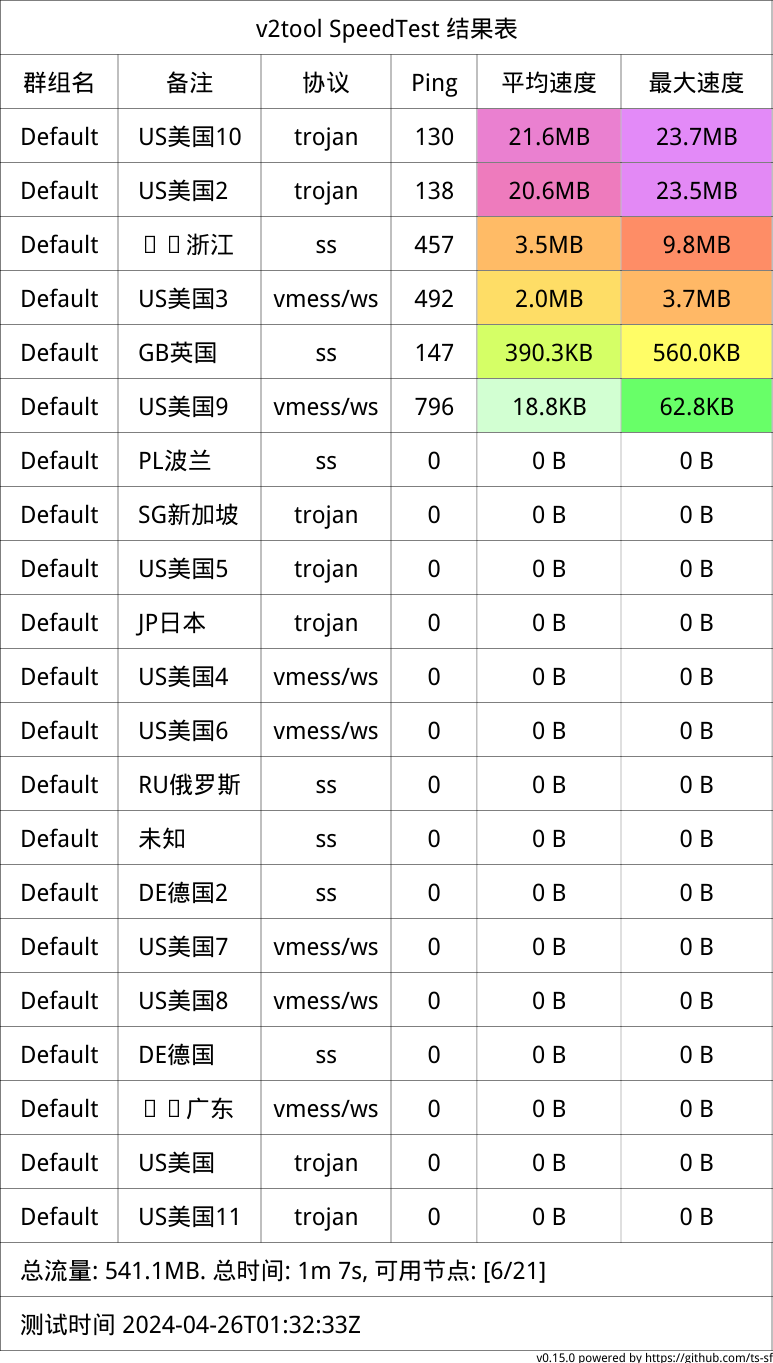 v2tool SpeedTest 结果表
群组名 备注 协议 Ping 平均速度 最大速度
Default US美国10 trojan 130 21.6MB 23.7MB
Default US美国2 trojan 138 20.6MB 23.5MB
Default 浙江 ss 457 3.5MB 9.8MB
Default US美国3 vmess/ws 492 2.0MB 3.7MB
Default GB英国 ss 147 390.3KB 560.0KB
Default US美国9 vmess/ws 796 18.8KB 62.8KB
Default PL波兰 ss 0 0 B 0 B
Default SG新加坡 trojan 0 0 B 0 B
Default US美国5 trojan 0 0 B 0 B
Default JP日本 trojan 0 0 B 0 B
Default US美国4 vmess/ws 0 0 B 0 B
Default US美国6 vmess/ws 0 0 B 0 B
Default RU俄罗斯 ss 0 0 B 0 B
Default 未知 ss 0 0 B 0 B
Default DE德国2 ss 0 0 B 0 B
Default US美国7 vmess/ws 0 0 B 0 B
Default US美国8 vmess/ws 0 0 B 0 B
Default DE德国 ss 0 0 B 0 B
Default 广东 vmess/ws 0 0 B 0 B
Default US美国 trojan 0 0 B 0 B
Default US美国11 trojan 0 0 B 0 B
总流量: 541.1MB. 总时间: 1m 7s, 可用节点: [6/21]
测试时间 2024-04-26T01:32:33Z
v0.15.0 powered by https://github.com/ts-sf